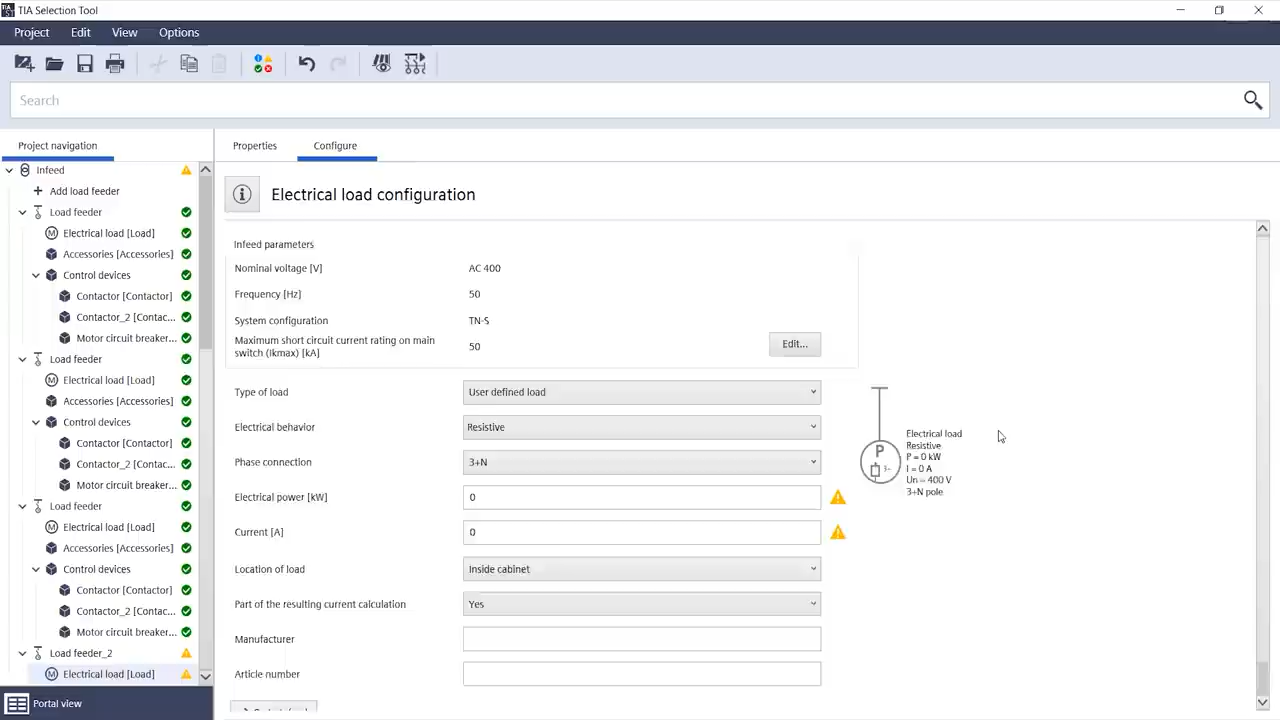 TIA Selection Tool
Project Edit View Options
Search
Project navigation
Properties Configure
Infeed
Add load feeder
Load feeder
Electrical load [Load]
Accessories [Accessories]
Control devices
Contactor [Contactor]
Contactor_2 [Contac...
Motor circuit breaker...
Load feeder
Electrical load [Load]
Accessories [Accessories]
Control devices
Contactor [Contactor]
Contactor_2 [Contac...
Motor circuit breaker...
Load feeder
Electrical load [Load]
Accessories [Accessories]
Control devices
Contactor [Contactor]
Contactor_2 [Contac...
Motor circuit breaker...
Load feeder_2
Electrical load [Load]
Portal view
Electrical load configuration
Infeed parameters
Nominal voltage [V] AC 400
Frequency [Hz] 50
System configuration TN-S
Maximum short circuit current rating on main
switch (Ikmax) [kA] 50
Edit...
Type of load User defined load
Electrical behavior Resistive
Phase connection 3+N
Electrical power [kW] 0
Current [A] 0
Location of load Inside cabinet
Part of the resulting current calculation Yes
Manufacturer
Article number
P
3~
Electrical load
Resistive
P = 0 kW
I = 0 A
Un = 400 V
3+N pole